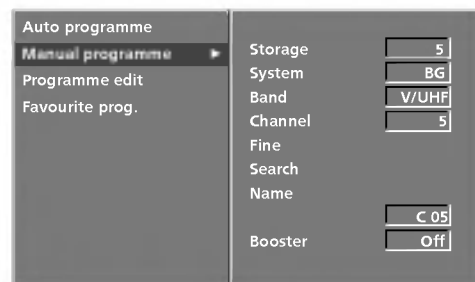 Auto programme
Manual programme
Programme edit
Favourite prog.
Storage 5
System BG
Band V/UHF
Channel 5
Fine
Search
Name
C 05
Booster Off